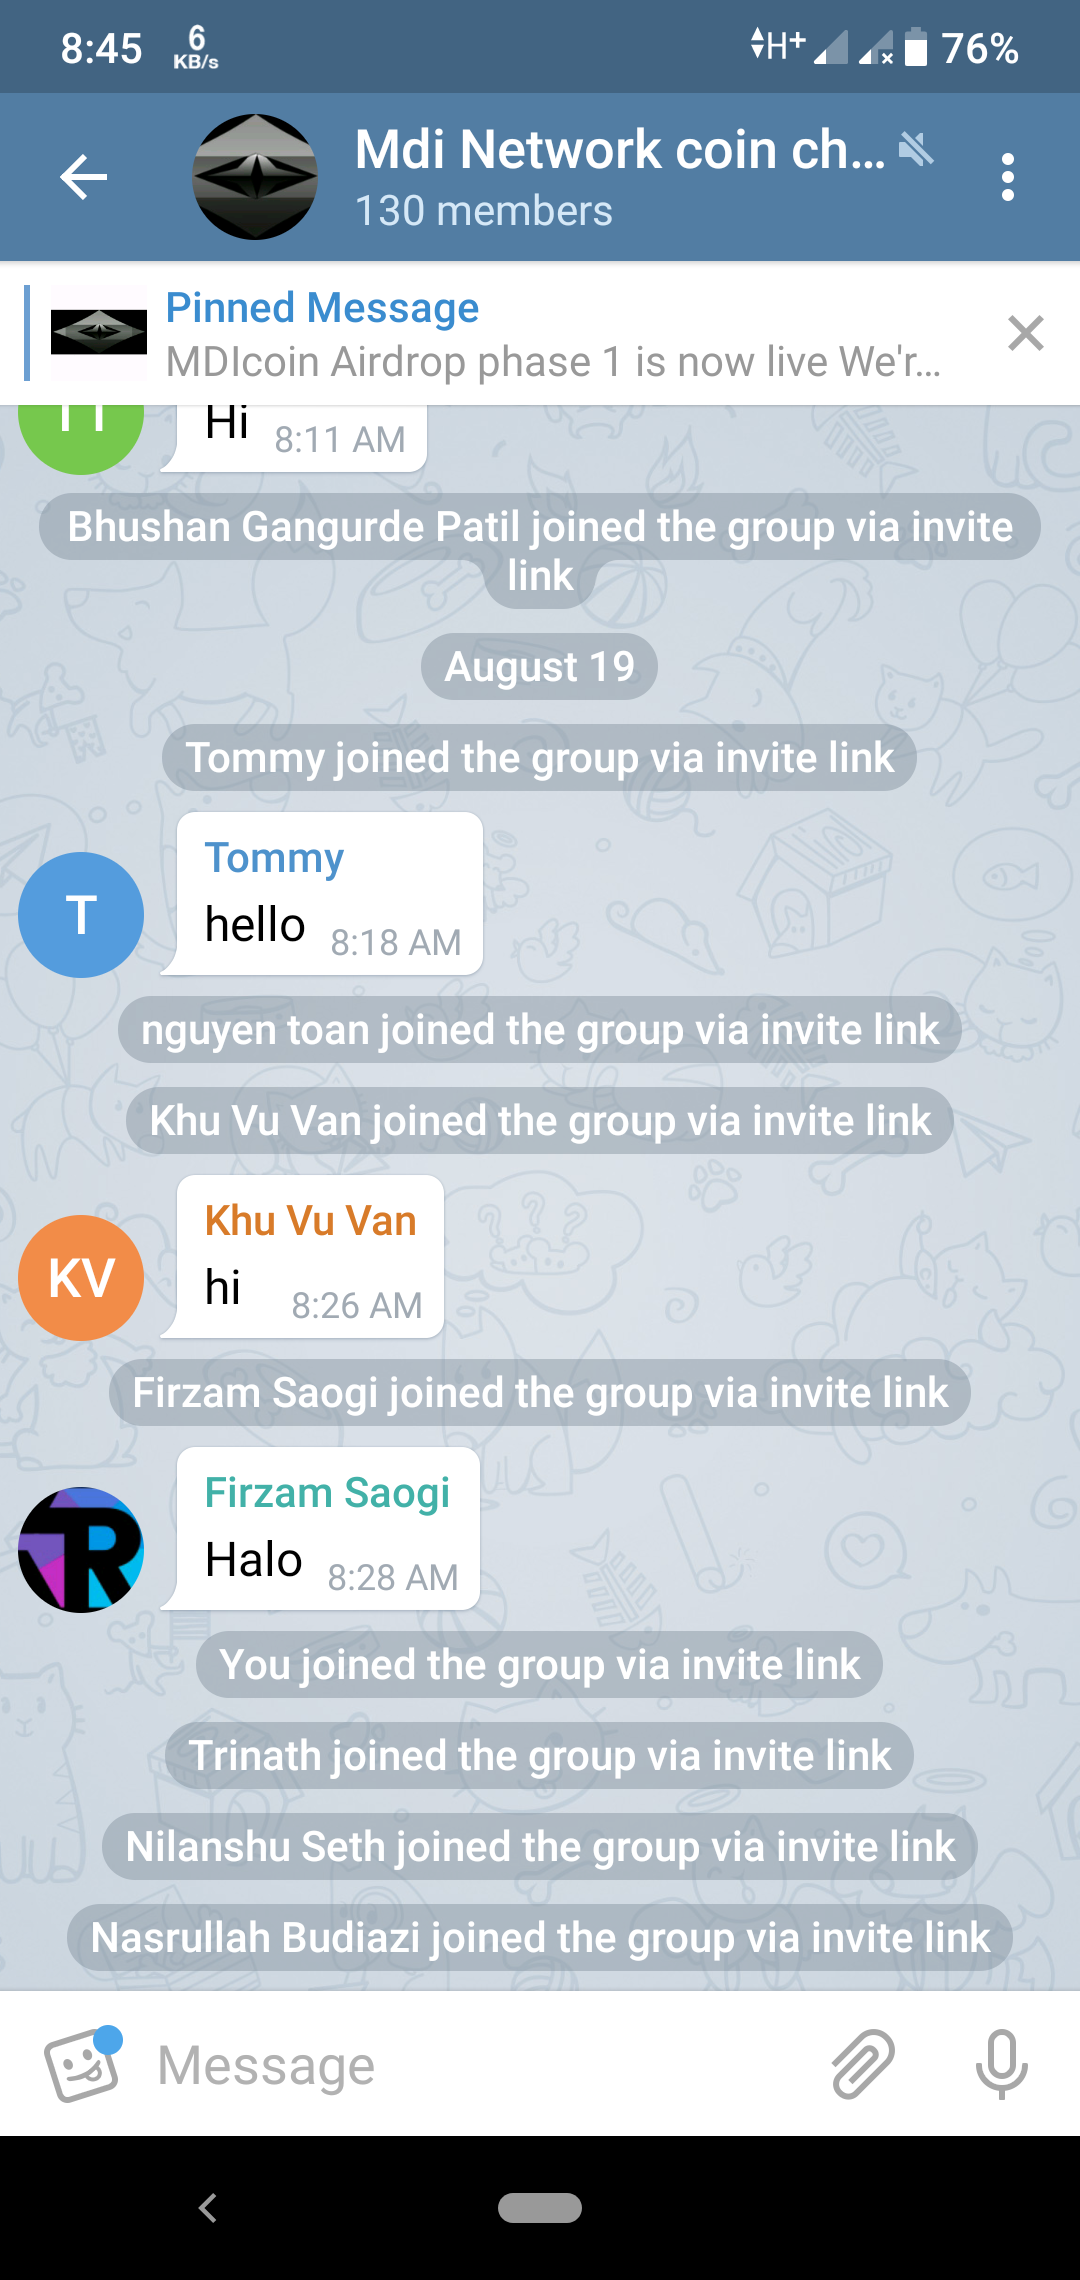 8:45 6 KB/s H+ 76%
Mdi Network coin ch...
130 members
Pinned Message
MDIcoin Airdrop phase 1 is now live We'r...
Hi 8:11 AM
Bhushan Gangurde Patil joined the group via invite
link
August 19
Tommy joined the group via invite link
Tommy
T
hello 8:18 AM
nguyen toan joined the group via invite link
Khu Vu Van joined the group via invite link
Khu Vu Van
KV
hi 8:26 AM
Firzam Saogi joined the group via invite link
Firzam Saogi
Halo 8:28 AM
You joined the group via invite link
Trinath joined the group via invite link
Nilanshu Seth joined the group via invite link
Nasrullah Budiazi joined the group via invite link
Message